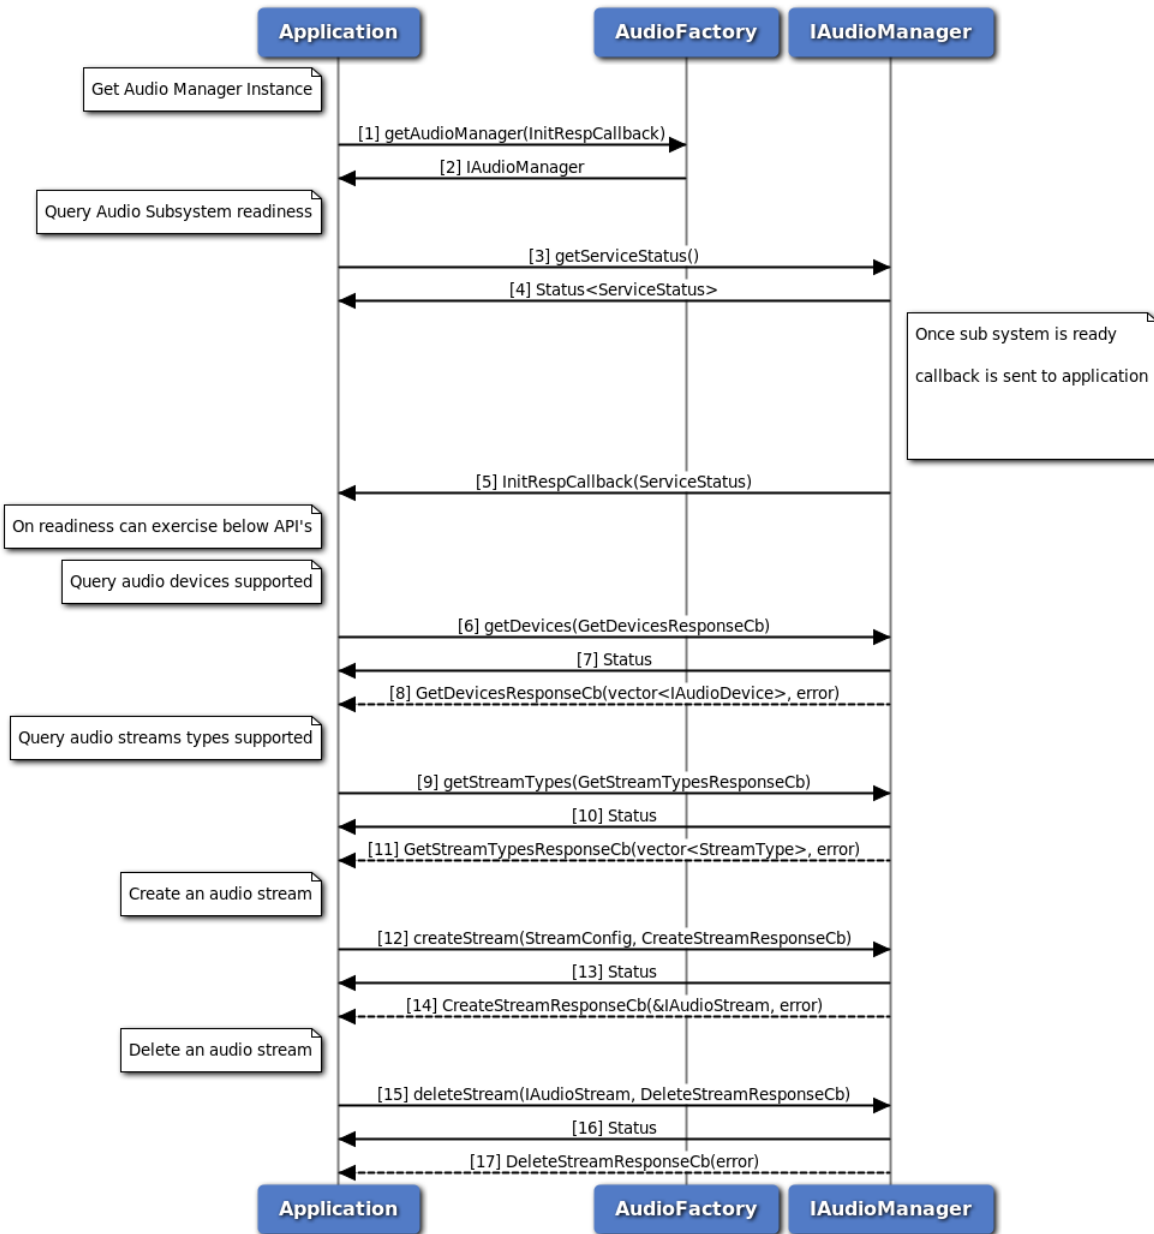 Application
AudioFactory
IAudioManager
Get Audio Manager Instance
[1] getAudioManager(InitRespCallback)
[2] IAudioManager
Query Audio Subsystem readiness
[3] getServiceStatus()
[4] Status<ServiceStatus>
Once sub system is ready
callback is sent to application
[5] InitRespCallback(ServiceStatus)
On readiness can exercise below API's
Query audio devices supported
[6] getDevices(GetDevicesResponseCb)
[7] Status
[8] GetDevicesResponseCb(vector<IAudioDevice>, error)
Query audio streams types supported
[9] getStreamTypes(GetStreamTypesResponseCb)
[10] Status
[11] GetStreamTypesResponseCb(vector<StreamType>, error)
Create an audio stream
[12] createStream(StreamConfig, CreateStreamResponseCb)
[13] Status
[14] CreateStreamResponseCb(&IAudioStream, error)
Delete an audio stream
[15] deleteStream(IAudioStream, DeleteStreamResponseCb)
[16] Status
[17] DeleteStreamResponseCb(error)
Application
AudioFactory
IAudioManager